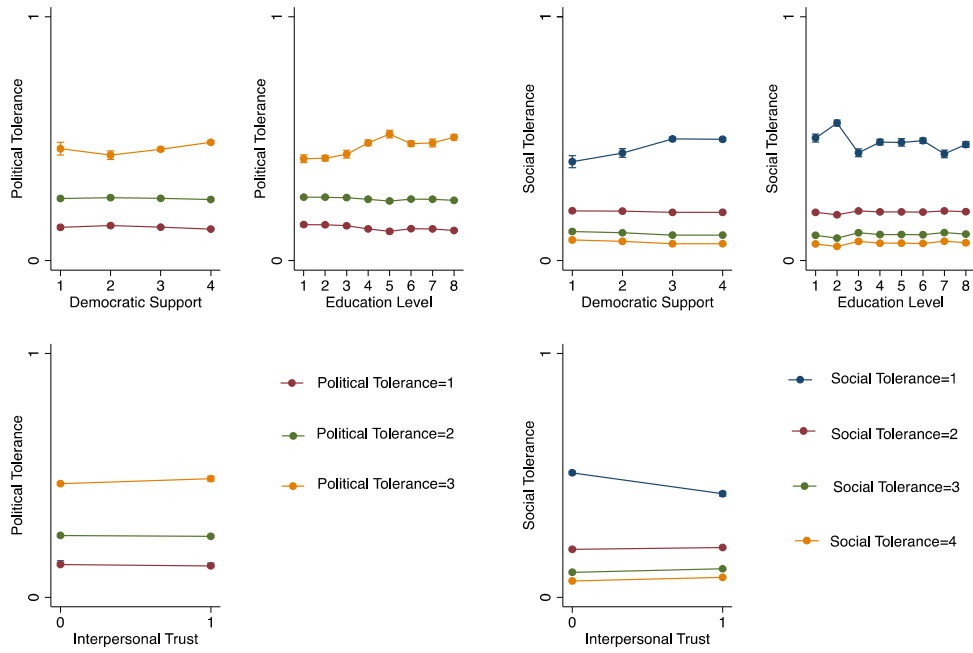 Political Tolerance
1
0
1 2 3 4
Democratic Support
Political Tolerance
1
0
1 2 3 4 5 6 7 8
Education Level
Social Tolerance
1
0
1 2 3 4
Democratic Support
Social Tolerance
1
0
1 2 3 4 5 6 7 8
Education Level
Political Tolerance
1
0
0 1
Interpersonal Trust
Political Tolerance=1
Political Tolerance=2
Political Tolerance=3
Social Tolerance
1
0
0 1
Interpersonal Trust
Social Tolerance=1
Social Tolerance=2
Social Tolerance=3
Social Tolerance=4